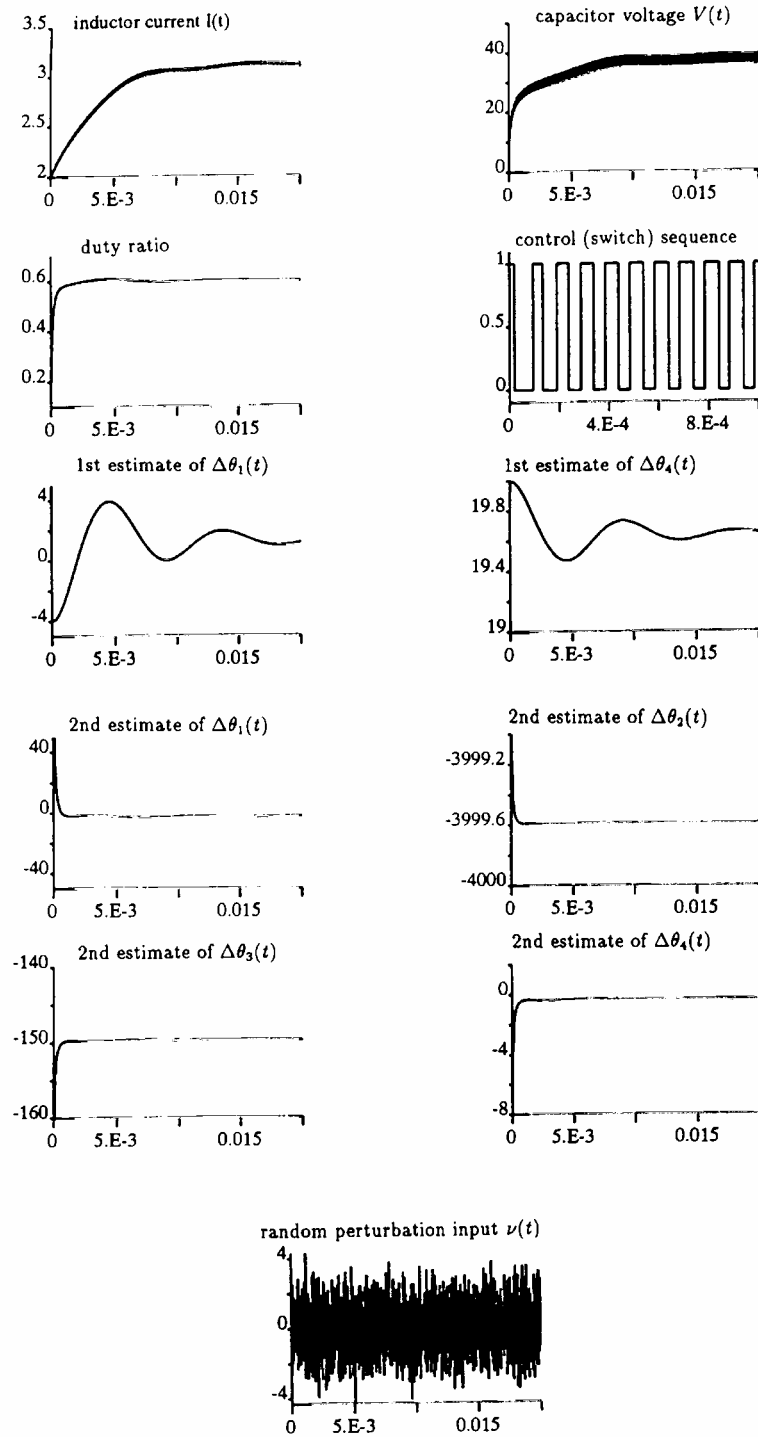 inductor current I(t)
3.5
3
2.5
2
0 5.E-3 0.015
capacitor voltage V(t)
40
20
0
0 5.E-3 0.015
duty ratio
0.6
0.4
0.2
0 5.E-3 0.015
control (switch) sequence
1
0.5
0
0 4.E-4 8.E-4
1st estimate of Δθ₁(t)
4
0
-4
0 5.E-3 0.015
1st estimate of Δθ₄(t)
19.8
19.4
19
0 5.E-3 0.015
2nd estimate of Δθ₁(t)
40
0
-40
0 5.E-3 0.015
2nd estimate of Δθ₂(t)
-3999.2
-3999.6
-4000
0 5.E-3 0.015
2nd estimate of Δθ₃(t)
-140
-150
-160
0 5.E-3 0.015
2nd estimate of Δθ₄(t)
0
-4
-8
0 5.E-3 0.015
random perturbation input ν(t)
4
0
-4
0 5.E-3 0.015